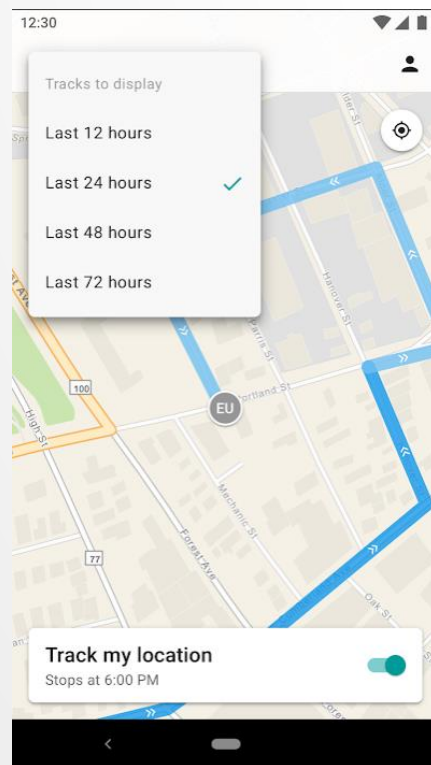 12:30
Tracks to display
Last 12 hours
Last 24 hours
Last 48 hours
Last 72 hours
Hanover St
Parris St
100
EU
Portland St
High St
Mechanic St
Forest Ave
77
Oak St
Track my location
Stops at 6:00 PM